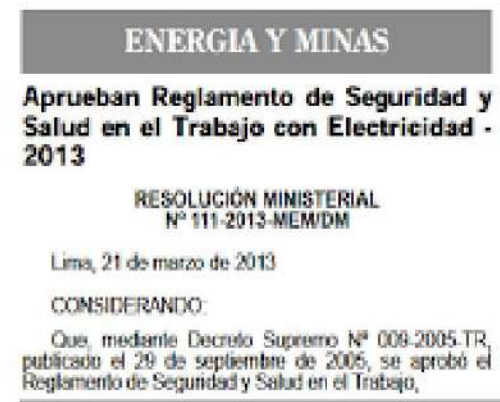 ENERGIA Y MINAS
Aprueban Reglamento de Seguridad y
Salud en el Trabajo con Electricidad -
2013
RESOLUCIÓN MINISTERIAL
Nº 111-2013-MEM/DM
Lima, 21 de marzo de 2013
CONSIDERANDO:
Que, mediante Decreto Supremo Nº 009-2005-TR,
publicado el 29 de septiembre de 2005, se aprobó el
Reglamento de Seguridad y Salud en el Trabajo,